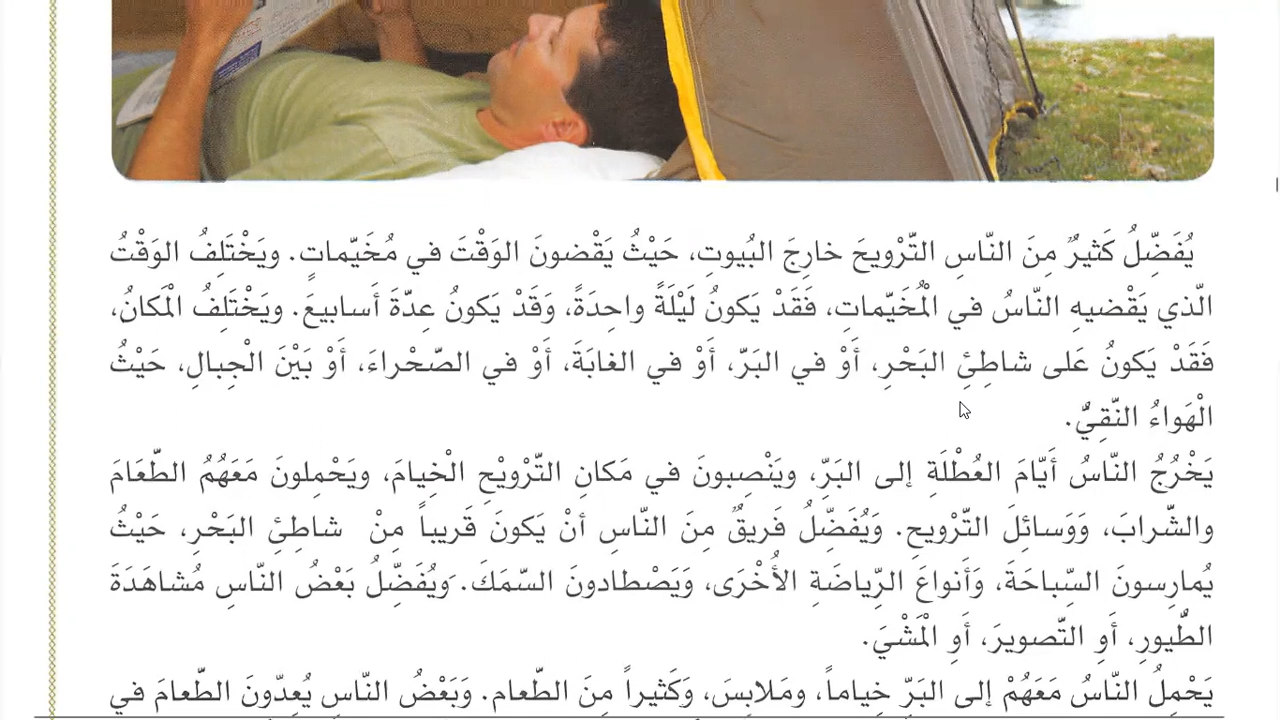 يُفَضِّلُ كَثيرٌ مِنَ النّاسِ التّرْويحَ خارِجَ البُيوتِ، حَيْثُ يَقْضونَ الوَقْتَ في مُخَيّماتٍ. ويَخْتَلِفُ الوَقْتُ
الّذي يَقْضيهِ النّاسُ في الْمُخَيّماتِ، فَقَدْ يَكونُ لَيْلَةً واحِدَةً، وَقَدْ يَكونُ عِدّةَ أَسابيعَ. ويَخْتَلِفُ الْمَكانُ،
فَقَدْ يَكونُ عَلى شاطِئِ البَحْرِ، أَوْ في البَرّ، أَوْ في الغابَةَ، أَوْ في الصّحْراءَ، أَوْ بَيْنَ الْجِبالِ، حَيْثُ
الْهَواءُ النّقِيُّ.
يَخْرُجُ النّاسُ أَيّامَ العُطْلَةِ إلى البَرِّ، ويَنْصِبونَ في مَكانِ التّرْوِيْحِ الْخِيامَ، ويَحْمِلونَ مَعَهُمُ الطّعَامَ
والشّرابَ، وَوَسائِلَ التّرْويحِ. وَيُفَضِّلُ فَريقٌ مِنَ النّاسِ أنْ يَكونَ قَريباً مِنْ شاطِئِ البَحْرِ، حَيْثُ
يُمارِسونَ السِّباحَةَ، وَأَنواعَ الرِّياضَةِ الأُخْرَى، وَيَصْطادونَ السّمَكَ. وَيُفَضِّلُ بَعْضُ النّاسِ مُشاهَدَةَ
الطُّيورِ، أَوِ التّصويرَ، أَوِ الْمَشْيَ.
يَحْمِلُ النّاسُ مَعَهُمْ إلى البَرِّ خِياماً، ومَلابِسَ، وَكَثيراً مِنَ الطّعام. وَبَعْضُ النّاسِ يُعِدّونَ الطّعامَ في